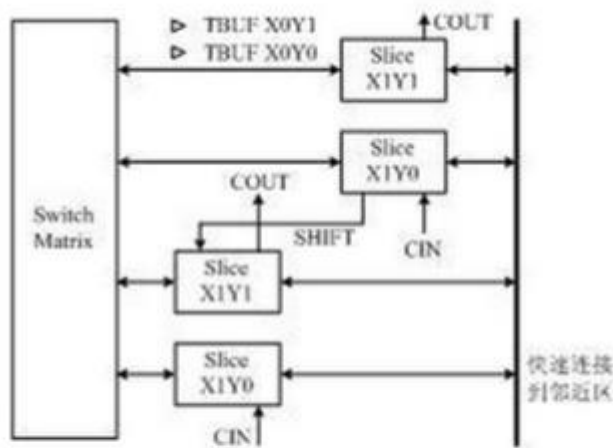 TBUF X0Y1
TBUF X0Y0
COUT
Slice
X1Y1
Slice
X1Y0
COUT
Switch
Matrix
SHIFT
CIN
Slice
X1Y1
Slice
X1Y0
CIN
快速连接
到邻近区